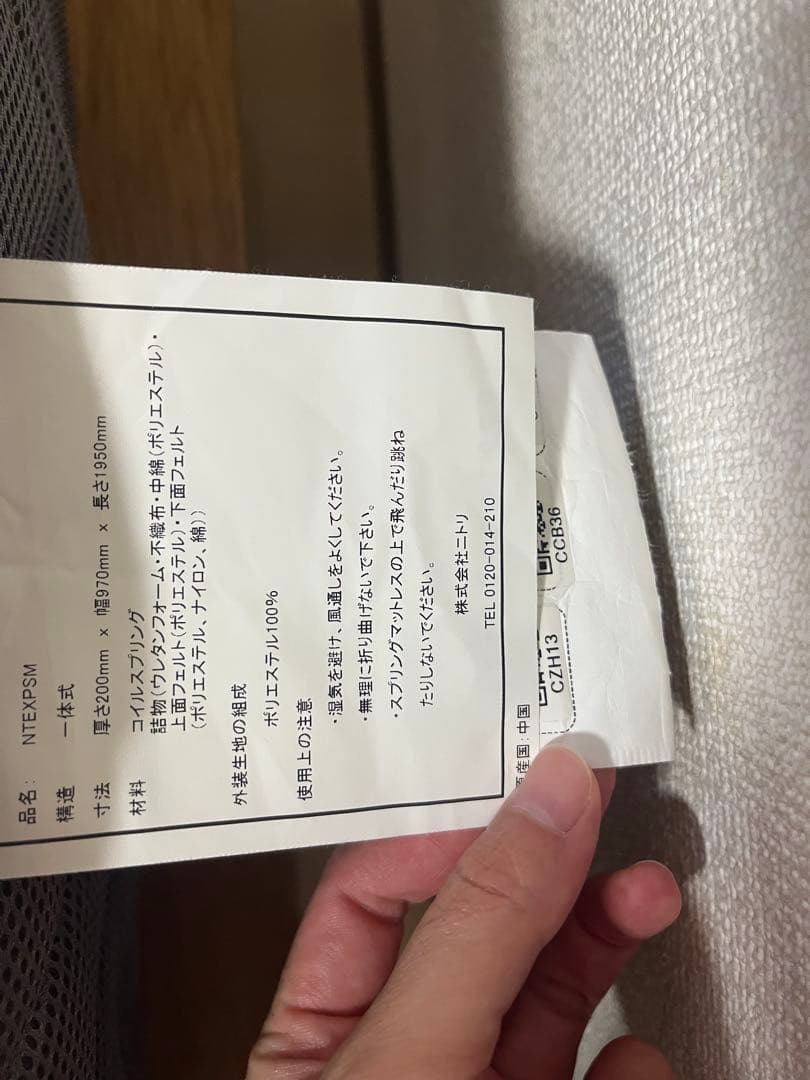 品名： NTEXPSM
構造 一体式
寸法 厚さ200mm x 幅970mm x 長さ1950mm
材料 コイルスプリング
詰物（ウレタンフォーム・不織布・中綿（ポリエステル）・
上面フェルト（ポリエステル）・下面フェルト
（ポリエステル、ナイロン、綿））
外装生地の組成
ポリエステル100%
使用上の注意
・湿気を避け、風通しをよくしてください。
・無理に折り曲げないで下さい。
・スプリングマットレスの上で飛んだり跳ね
たりしないでください。
株式会社ニトリ
TEL 0120-014-210
原産国：中国
CZH13
CCB36